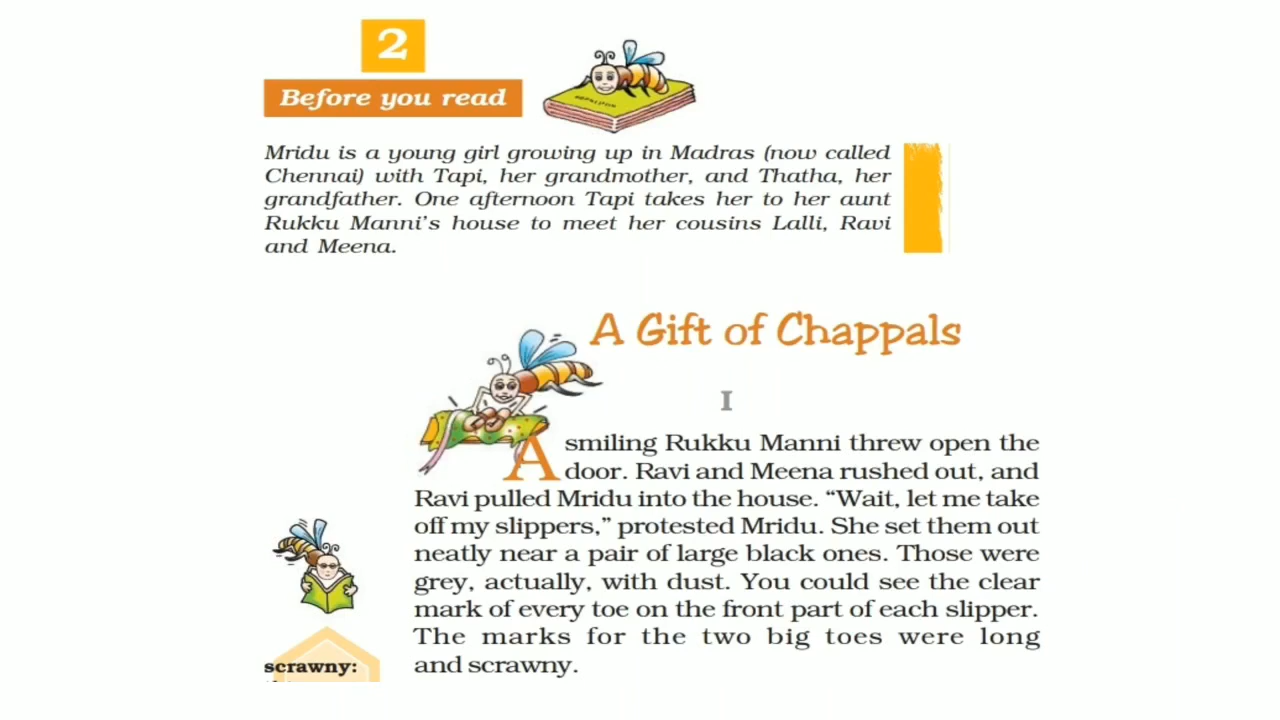 2
Before you read
Mridu is a young girl growing up in Madras (now called
Chennai) with Tapi, her grandmother, and Thatha, her
grandfather. One afternoon Tapi takes her to her aunt
Rukku Manni's house to meet her cousins Lalli, Ravi
and Meena.
A Gift of Chappals
I
A smiling Rukku Manni threw open the
door. Ravi and Meena rushed out, and
Ravi pulled Mridu into the house. “Wait, let me take
off my slippers,” protested Mridu. She set them out
neatly near a pair of large black ones. Those were
grey, actually, with dust. You could see the clear
mark of every toe on the front part of each slipper.
The marks for the two big toes were long
and scrawny.
scrawny: